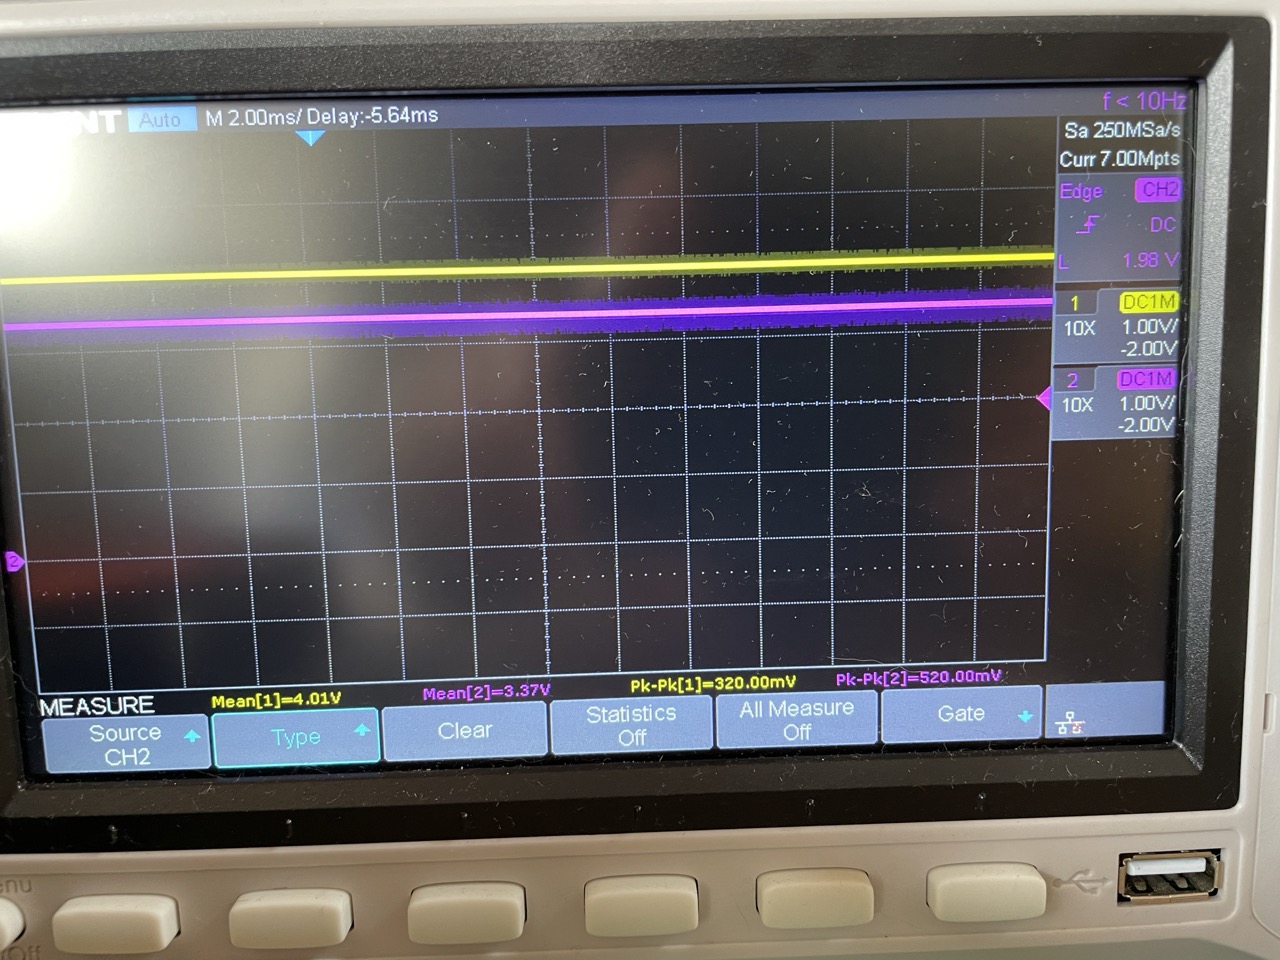 Auto M 2.00ms/ Delay:-5.64ms
f < 10Hz
Sa 250MSa/s
Curr 7.00Mpts
Edge CH2
DC
L 1.98 V
1 DC1M
10X 1.00V/
-2.00V
2 DC1M
10X 1.00V/
-2.00V
2
Mean[1]=4.01V Mean[2]=3.37V Pk-Pk[1]=320.00mV Pk-Pk[2]=520.00mV
MEASURE
Source
CH2
Type
Clear
Statistics
Off
All Measure
Off
Gate